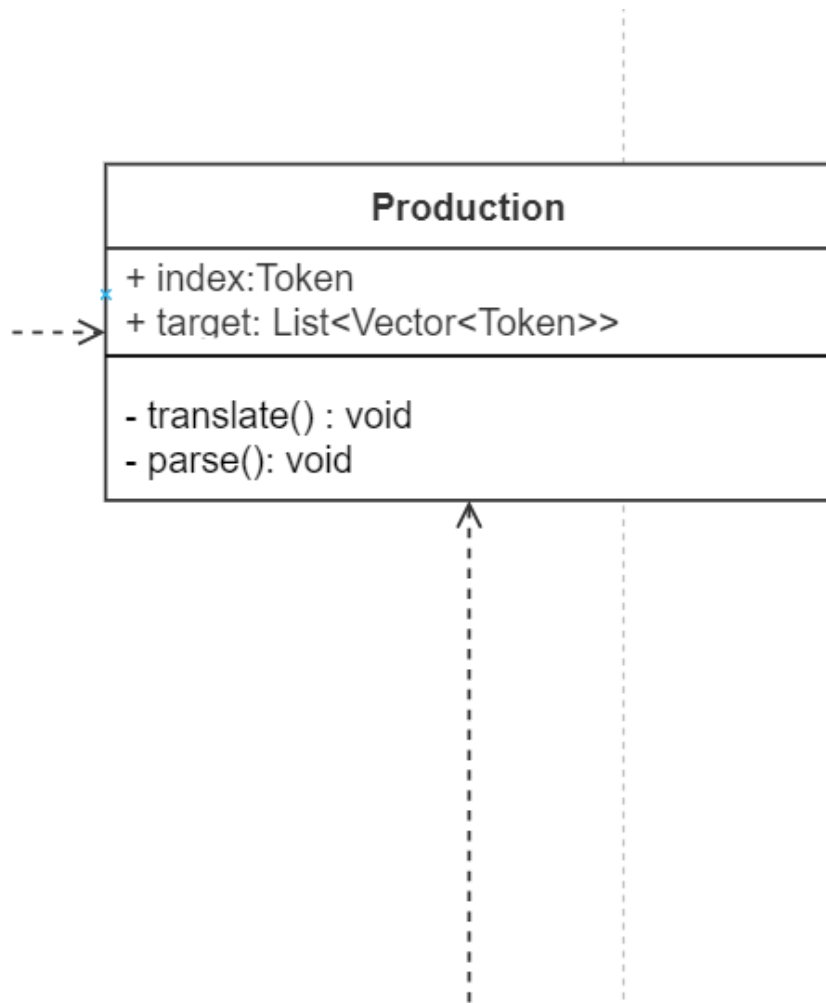 Production
+ index:Token
+ target: List<Vector<Token>>
- translate() : void
- parse(): void